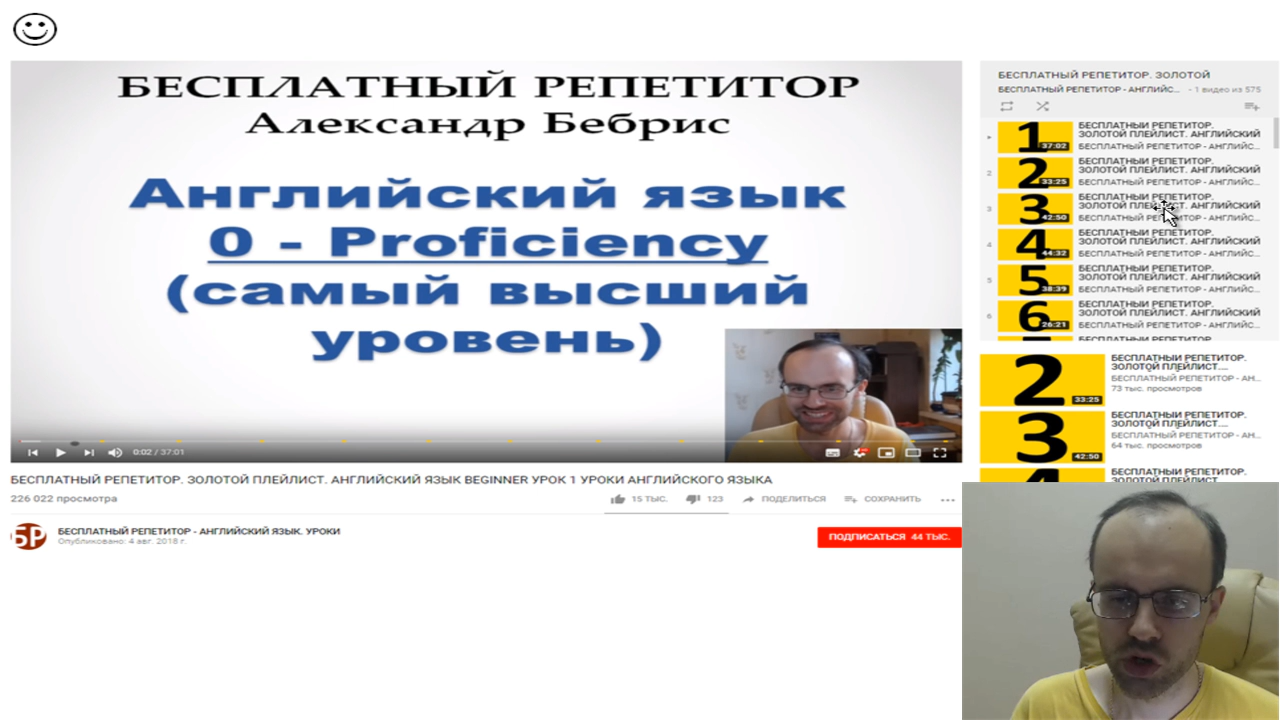 БЕСПЛАТНЫЙ РЕПЕТИТОР
Александр Бебрис
Английский язык
0 - Proficiency
(самый высший
уровень)
0:02 / 37:01
БЕСПЛАТНЫЙ РЕПЕТИТОР. ЗОЛОТОЙ ПЛЕЙЛИСТ. АНГЛИЙСКИЙ ЯЗЫК BEGINNER УРОК 1 УРОКИ АНГЛИЙСКОГО ЯЗЫКА
226 022 просмотра
15 ТЫС. 123 ПОДЕЛИТЬСЯ СОХРАНИТЬ ...
БР
БЕСПЛАТНЫЙ РЕПЕТИТОР - АНГЛИЙСКИЙ ЯЗЫК. УРОКИ
Опубликовано: 4 авг. 2018 г.
ПОДПИСАТЬСЯ 44 ТЫС.
БЕСПЛАТНЫЙ РЕПЕТИТОР. ЗОЛОТОЙ
БЕСПЛАТНЫЙ РЕПЕТИТОР - АНГЛИЙС... - 1 видео из 575
1 37:02
БЕСПЛАТНЫЙ РЕПЕТИТОР.
ЗОЛОТОЙ ПЛЕЙЛИСТ. АНГЛИЙСКИЙ
БЕСПЛАТНЫЙ РЕПЕТИТОР - АНГЛИЙС...
2
2 33:25
БЕСПЛАТНЫЙ РЕПЕТИТОР.
ЗОЛОТОЙ ПЛЕЙЛИСТ. АНГЛИЙСКИЙ
БЕСПЛАТНЫЙ РЕПЕТИТОР - АНГЛИЙС...
3
3 42:50
БЕСПЛАТНЫЙ РЕПЕТИТОР.
ЗОЛОТОЙ ПЛЕЙЛИСТ. АНГЛИЙСКИЙ
БЕСПЛАТНЫЙ РЕПЕТИТОР - АНГЛИЙС...
4
4 44:32
БЕСПЛАТНЫЙ РЕПЕТИТОР.
ЗОЛОТОЙ ПЛЕЙЛИСТ. АНГЛИЙСКИЙ
БЕСПЛАТНЫЙ РЕПЕТИТОР - АНГЛИЙС...
5
5 38:39
БЕСПЛАТНЫЙ РЕПЕТИТОР.
ЗОЛОТОЙ ПЛЕЙЛИСТ. АНГЛИЙСКИЙ
БЕСПЛАТНЫЙ РЕПЕТИТОР - АНГЛИЙС...
6
6 26:21
БЕСПЛАТНЫЙ РЕПЕТИТОР.
ЗОЛОТОЙ ПЛЕЙЛИСТ. АНГЛИЙСКИЙ
БЕСПЛАТНЫЙ РЕПЕТИТОР - АНГЛИЙС...
2 33:25
БЕСПЛАТНЫЙ РЕПЕТИТОР.
ЗОЛОТОЙ ПЛЕЙЛИСТ....
БЕСПЛАТНЫЙ РЕПЕТИТОР - АН...
73 тыс. просмотров
3 42:50
БЕСПЛАТНЫЙ РЕПЕТИТОР.
ЗОЛОТОЙ ПЛЕЙЛИСТ....
БЕСПЛАТНЫЙ РЕПЕТИТОР - АН...
64 тыс. просмотров
БЕСПЛАТНЫЙ РЕПЕТИТОР.